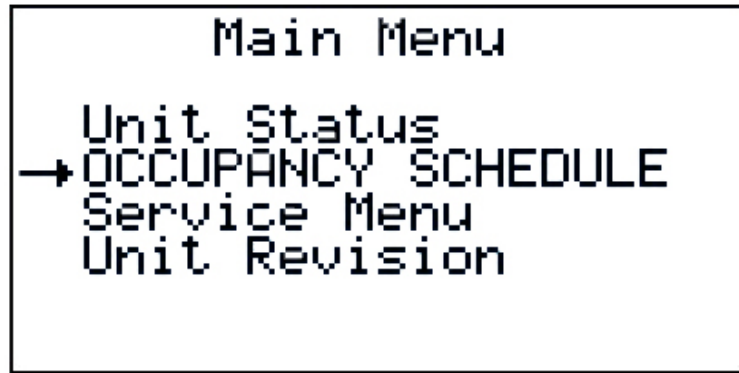 Main Menu
Unit Status
→OCCUPANCY SCHEDULE
Service Menu
Unit Revision